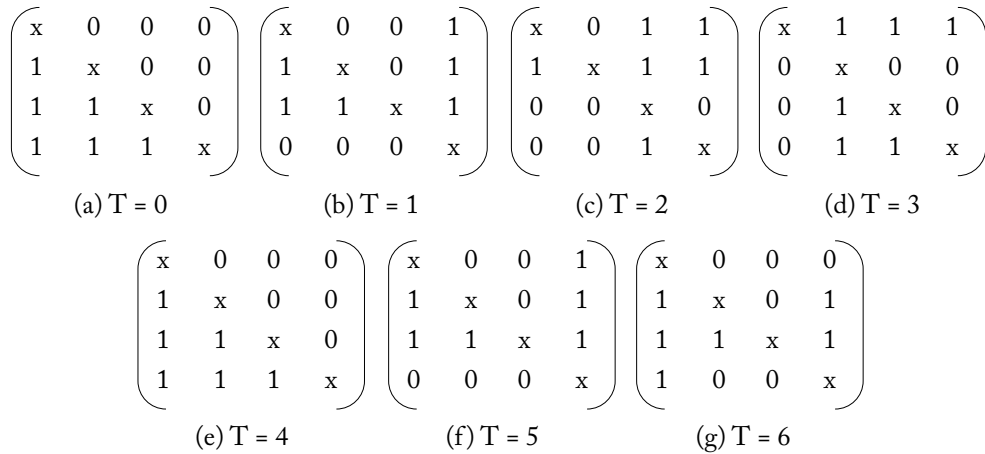 x 0 0 0 x 0 0 1 x 0 1 1 x 1 1 1
1 x 0 0 1 x 0 1 1 x 1 1 0 x 0 0
1 1 x 0 1 1 x 1 0 0 x 0 0 1 x 0
1 1 1 x 0 0 0 x 0 0 1 x 0 1 1 x
(a) T = 0 (b) T = 1 (c) T = 2 (d) T = 3
x 0 0 0 x 0 0 1 x 0 0 0
1 x 0 0 1 x 0 1 1 x 0 1
1 1 x 0 1 1 x 1 1 1 x 1
1 1 1 x 0 0 0 x 1 0 0 x
(e) T = 4 (f) T = 5 (g) T = 6